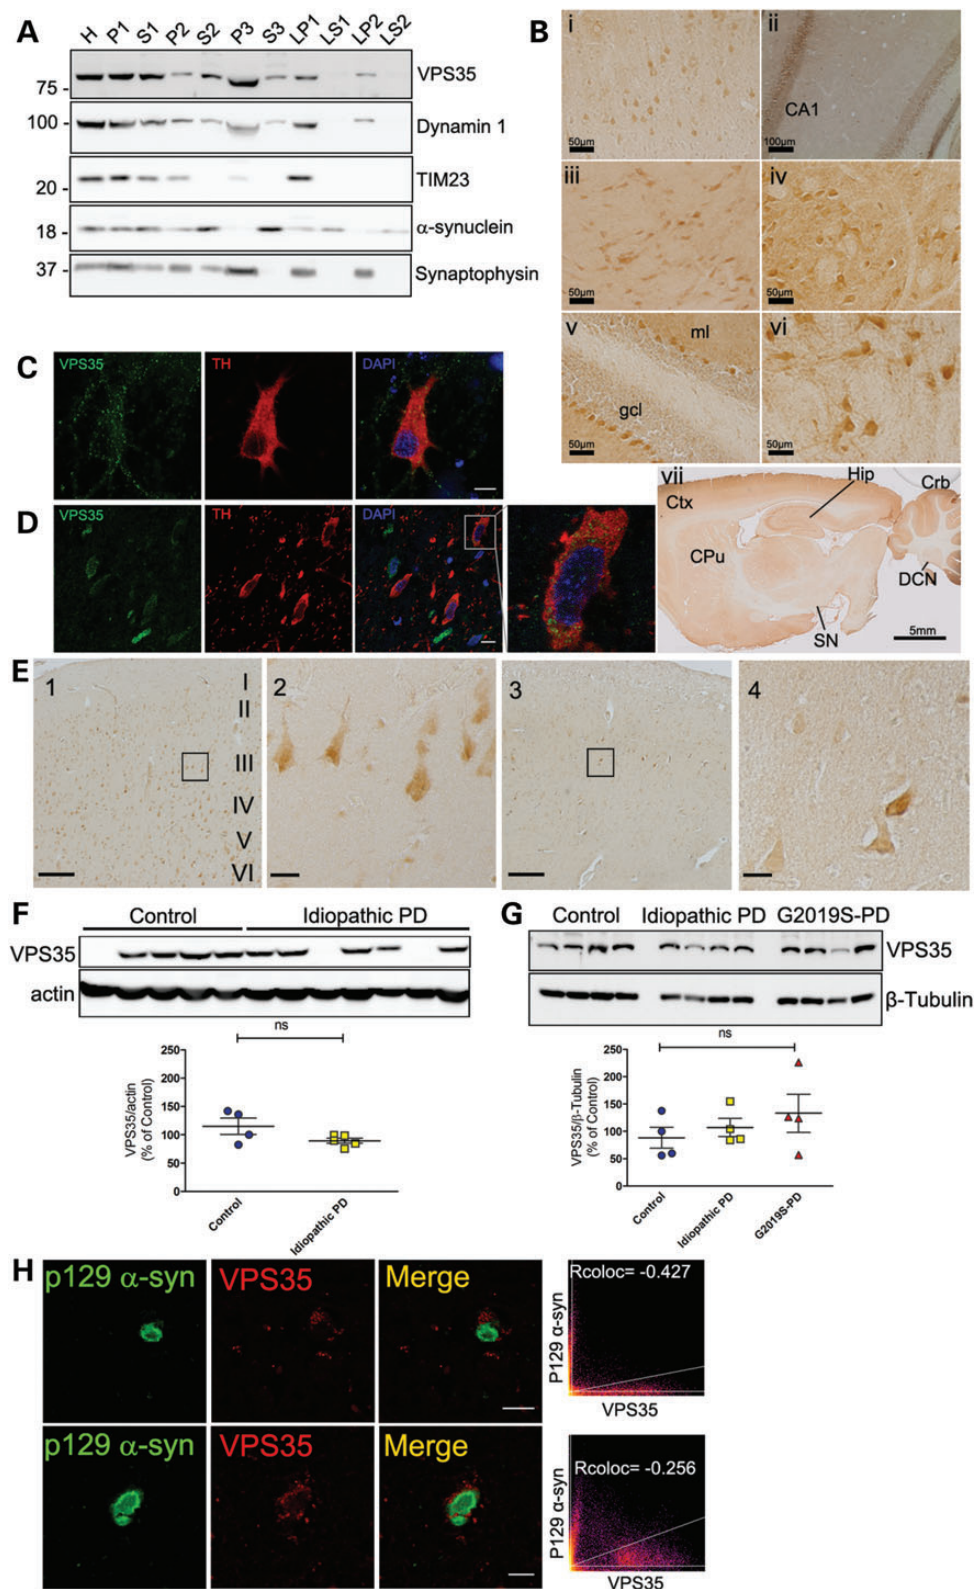 A
H P1 S1 P2 S2 P3 S3 LP1 LS1 LP2 LS2
75 -
VPS35
100 -
Dynamin 1
20 -
TIM23
18 -
α-synuclein
37 -
Synaptophysin
B
i
50µm
ii
CA1
100µm
iii
50µm
iv
50µm
v
ml
gcl
50µm
vi
50µm
vii
Ctx
Hip
Crb
CPu
DCN
SN
5mm
C
VPS35
TH
DAPI
D
VPS35
TH
DAPI
E
1
I
II
III
IV
V
VI
2
3
4
F
Control
Idiopathic PD
VPS35
actin
ns
VPS35/actin
(% of Control)
250
200
150
100
50
0
Control
Idiopathic PD
G
Control
Idiopathic PD
G2019S-PD
VPS35
β-Tubulin
ns
VPS35/β-Tubulin
(% of Control)
250
200
150
100
50
0
Control
Idiopathic PD
G2019S-PD
H
p129 α-syn
VPS35
Merge
Rcoloc= -0.427
P129 α-syn
VPS35
p129 α-syn
VPS35
Merge
Rcoloc= -0.256
P129 α-syn
VPS35